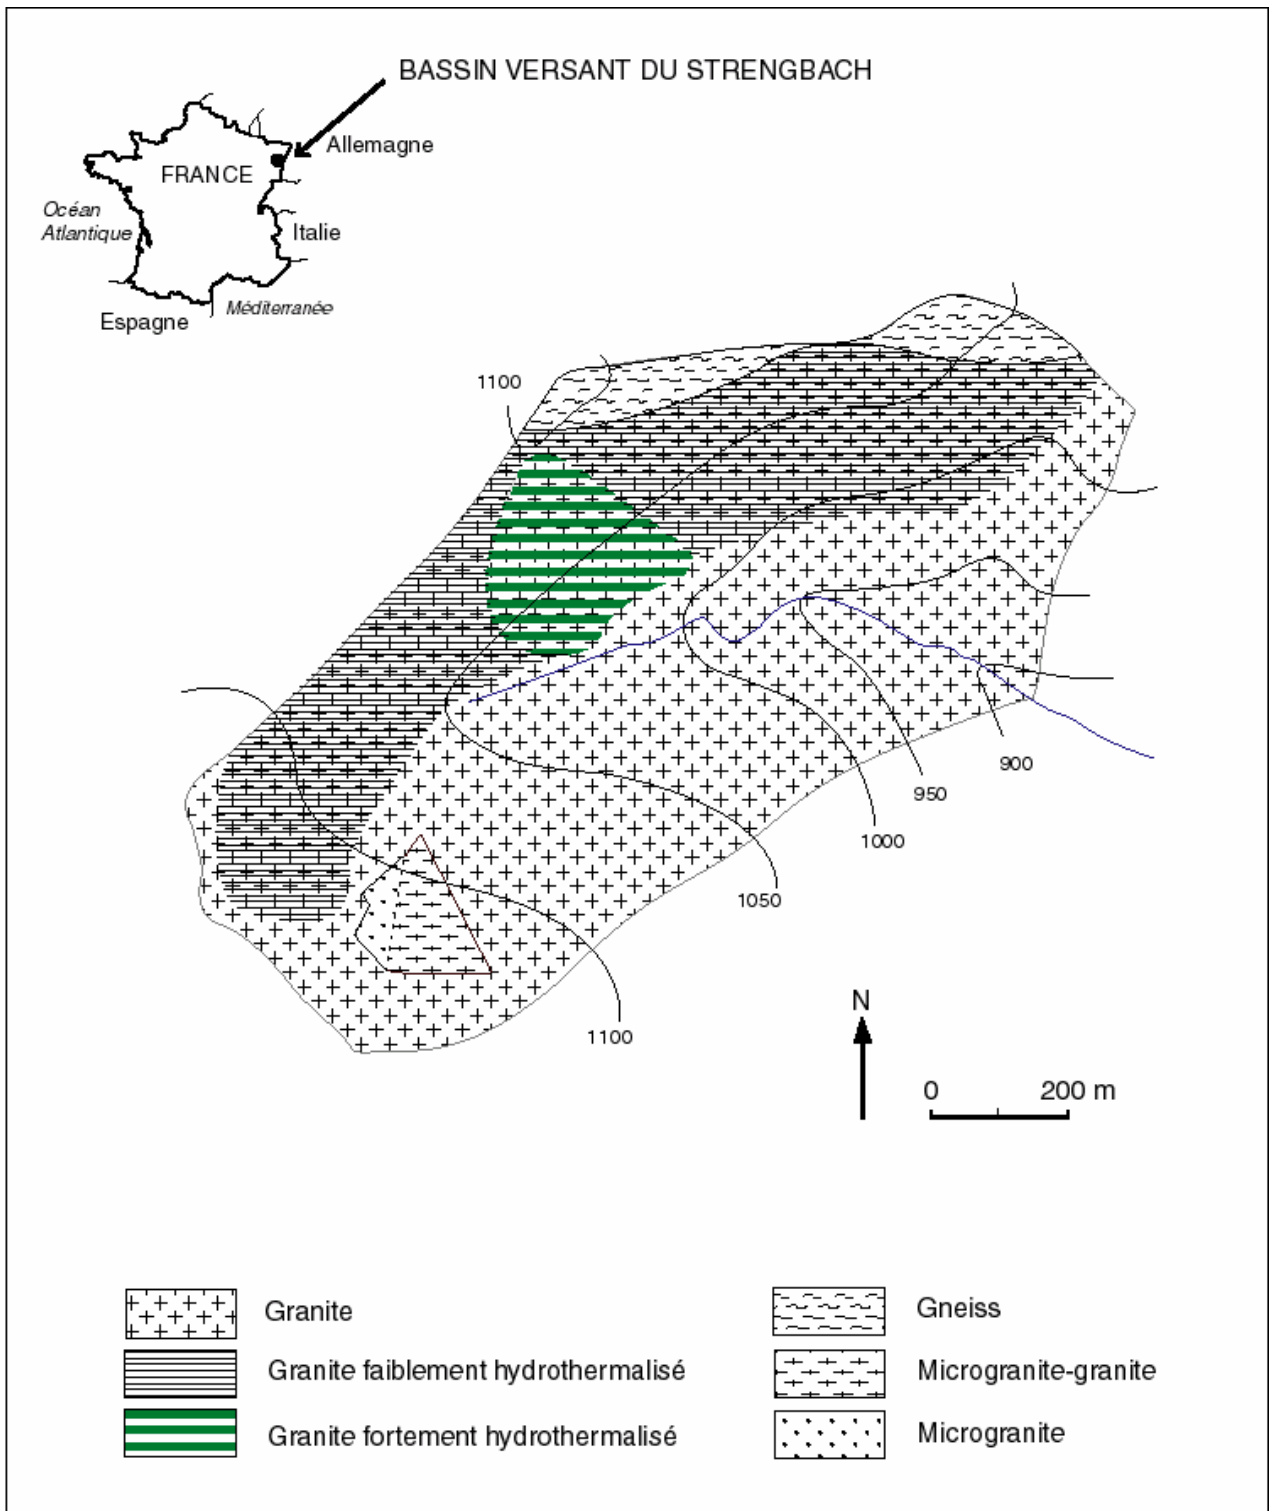 BASSIN VERSANT DU STRENGBACH
Allemagne
FRANCE
Océan
Atlantique
Italie
Méditerranée
Espagne
1100
900
950
1000
1050
1100
N
0 200 m
Granite
Granite faiblement hydrothermalisé
Granite fortement hydrothermalisé
Gneiss
Microgranite-granite
Microgranite